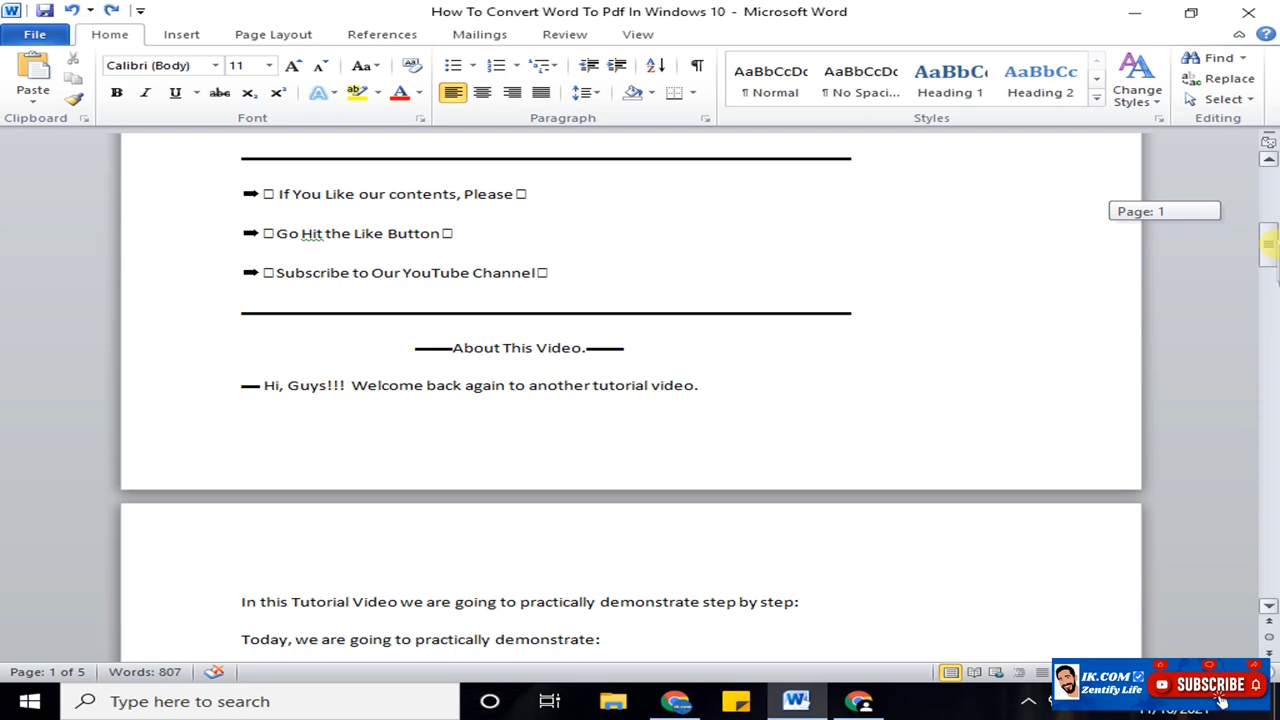 How To Convert Word To Pdf In Windows 10 - Microsoft Word
File Home Insert Page Layout References Mailings Review View
Paste
Calibri (Body) 11
AaBbCcDc AaBbCcDc AaBbC AaBbCc
¶ Normal ¶ No Spaci... Heading 1 Heading 2
Change Styles
Find
Replace
Select
Clipboard Font Paragraph Styles Editing
➡ □ If You Like our contents, Please □
Page: 1
➡ □ Go Hit the Like Button □
➡ □ Subscribe to Our YouTube Channel □
About This Video.
Hi, Guys!!! Welcome back again to another tutorial video.
In this Tutorial Video we are going to practically demonstrate step by step:
Today, we are going to practically demonstrate:
Page: 1 of 5 Words: 807
IK.COM
Zentify Life
SUBSCRIBE
Type here to search